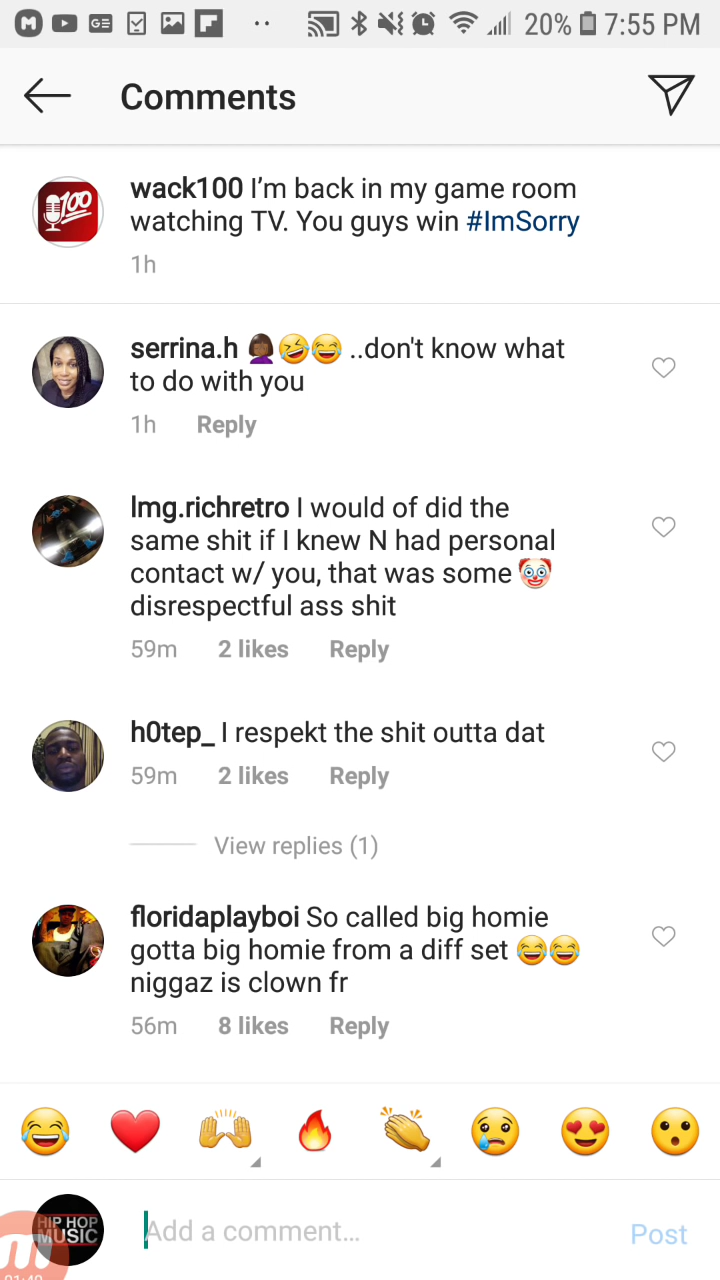 20% 7:55 PM
Comments
100
wack100 I'm back in my game room
watching TV. You guys win #ImSorry
1h
serrina.h 🤦🏾‍♀️🤣😂 ..don't know what
to do with you
1h Reply
lmg.richretro I would of did the
same shit if I knew N had personal
contact w/ you, that was some 🤡
disrespectful ass shit
59m 2 likes Reply
h0tep_ I respekt the shit outta dat
59m 2 likes Reply
View replies (1)
floridaplayboi So called big homie
gotta big homie from a diff set 😂😂
niggaz is clown fr
56m 8 likes Reply
😂 ❤️ 🙌 🔥 👏 😢 😍 😮
HIP HOP
MUSIC
Add a comment... Post
01:49